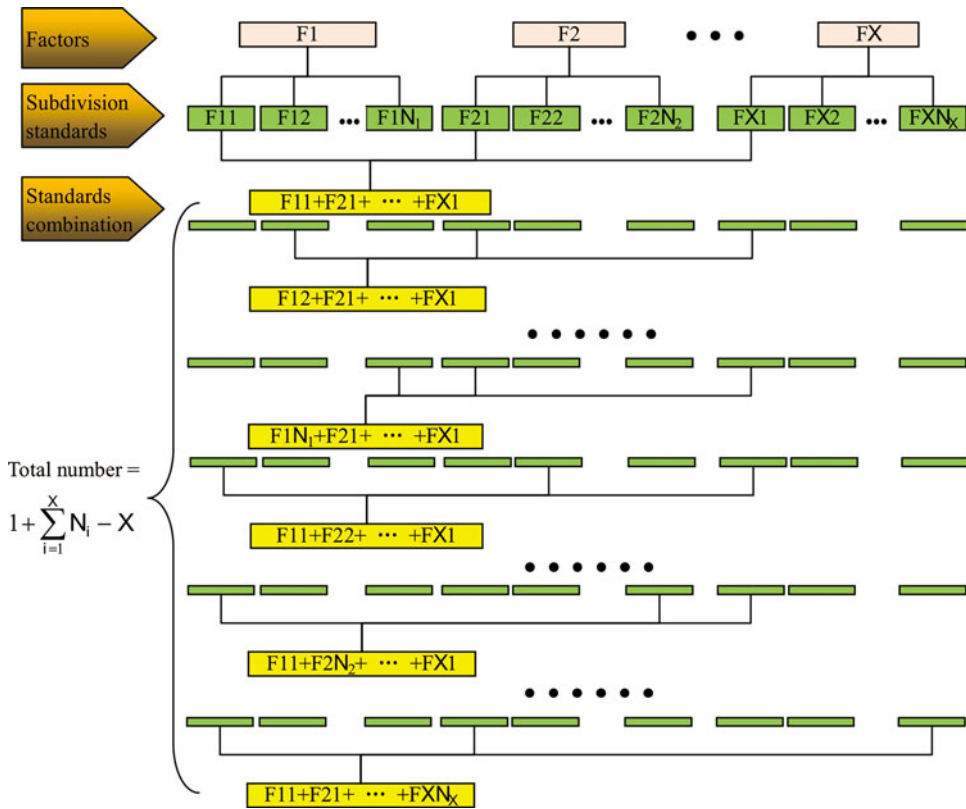 Factors
F1 F2 • • • FX
Subdivision
standards
F11 F12 ••• F1N₁ F21 F22 ••• F2N₂ FX1 FX2 ••• FXNₓ
Standards
combination
F11+F21+ ··· +FX1
F12+F21+ ··· +FX1
• • • • • •
F1N₁+F21+ ··· +FX1
Total number =
1+∑N_i − X
X
i=1
F11+F22+ ··· +FX1
• • • • • •
F11+F2N₂+ ··· +FX1
• • • • • •
F11+F21+ ··· +FXNₓ